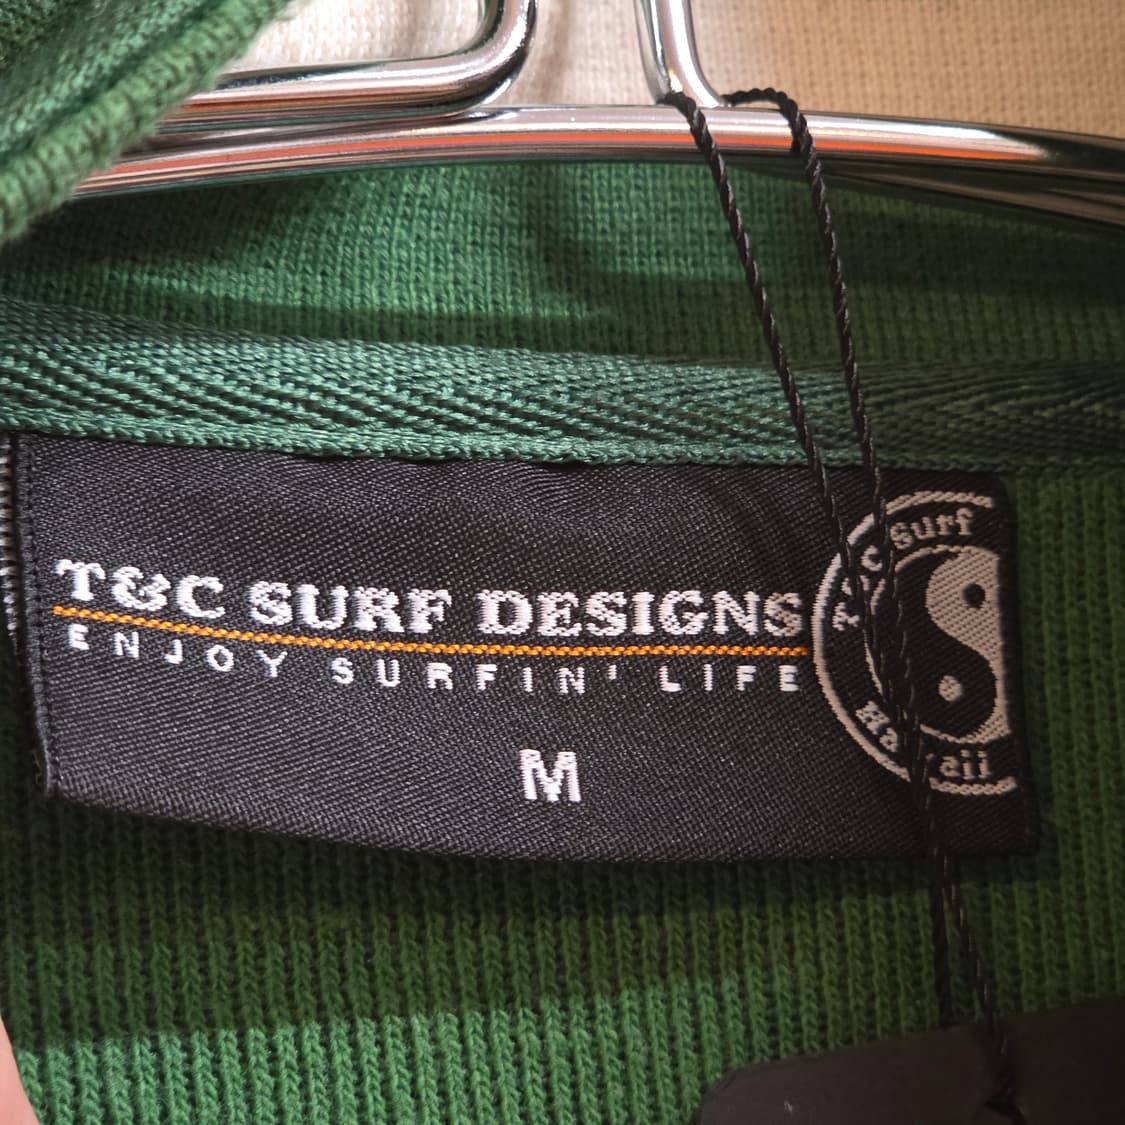 T&C SURF DESIGNS
ENJOY SURFIN' LIFE
M
T&C Surf
Hawaii